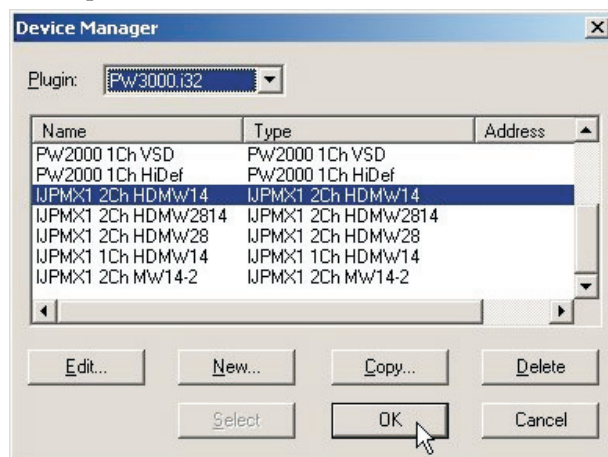 Device Manager
Plugin: PW3000.i32
Name Type Address
PW2000 1Ch VSD PW2000 1Ch VSD
PW2000 1Ch HiDef PW2000 1Ch HiDef
IJPMX1 2Ch HDMW14 IJPMX1 2Ch HDMW14
IJPMX1 2Ch HDMW2814 IJPMX1 2Ch HDMW2814
IJPMX1 2Ch HDMW28 IJPMX1 2Ch HDMW28
IJPMX1 1Ch HDMW14 IJPMX1 1Ch HDMW14
IJPMX1 2Ch MW14-2 IJPMX1 2Ch MW14-2
Edit... New... Copy... Delete
Select OK Cancel